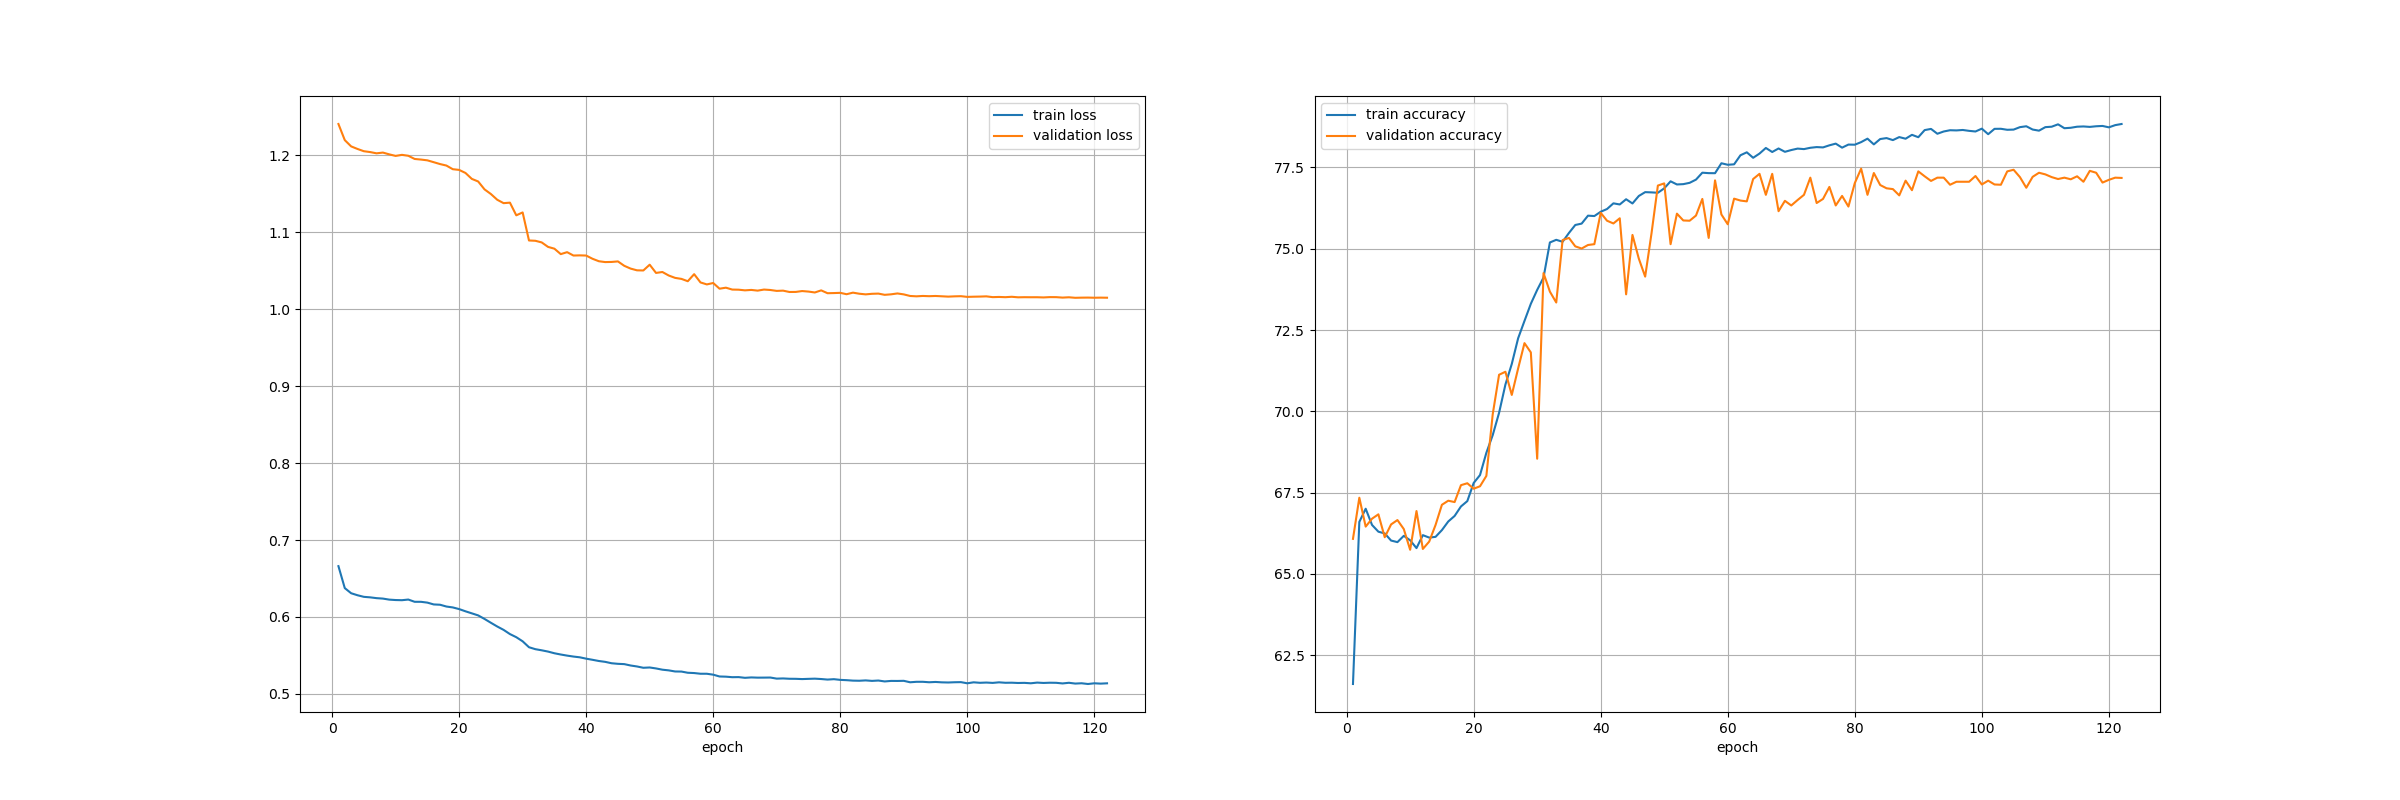 train loss
validation loss
1.2
1.1
1.0
0.9
0.8
0.7
0.6
0.5
0 20 40 60 80 100 120
epoch
train accuracy
validation accuracy
77.5
75.0
72.5
70.0
67.5
65.0
62.5
0 20 40 60 80 100 120
epoch